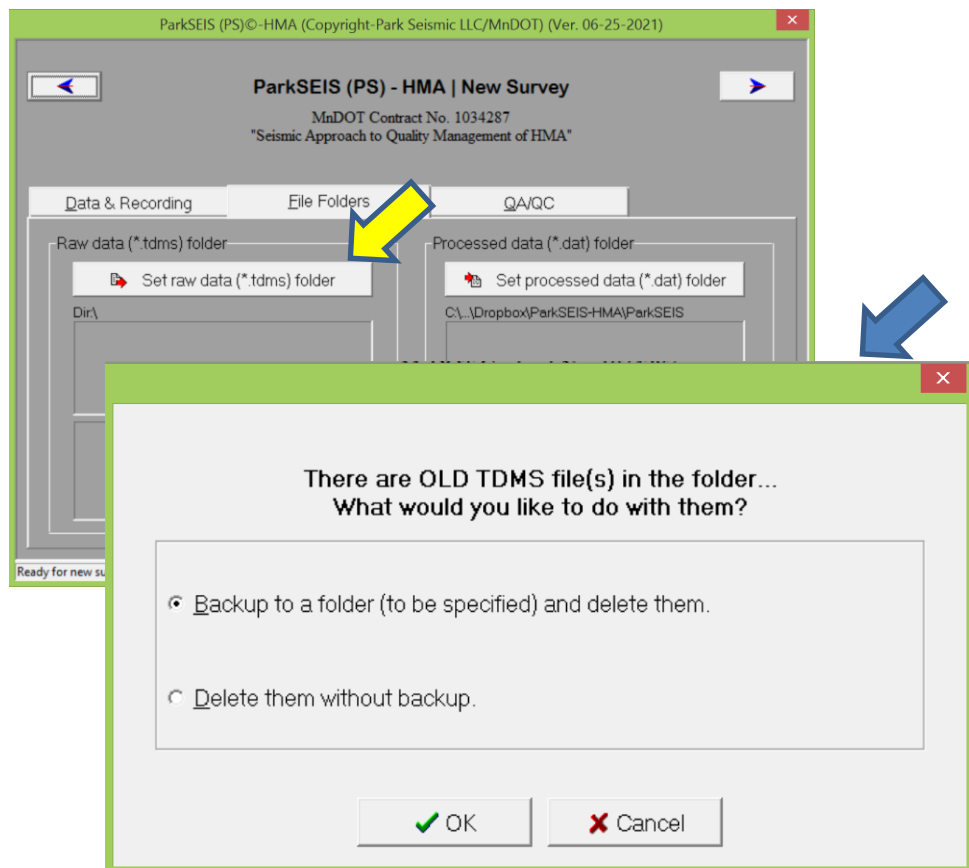 ParkSEIS (PS)©-HMA (Copyright-Park Seismic LLC/MnDOT) (Ver. 06-25-2021)
ParkSEIS (PS) - HMA | New Survey
MnDOT Contract No. 1034287
"Seismic Approach to Quality Management of HMA"
Data & Recording
File Folders
QA/QC
Raw data (*.tdms) folder
Processed data (*.dat) folder
Set raw data (*.tdms) folder
Set processed data (*.dat) folder
Dir:\
C:\...\Dropbox\ParkSEIS-HMA\ParkSEIS
Ready for new su
There are OLD TDMS file(s) in the folder...
What would you like to do with them?
Backup to a folder (to be specified) and delete them.
Delete them without backup.
OK
Cancel